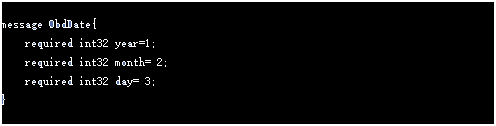 message ObdDate{
    required int32 year=1;
    required int32 month= 2;
    required int32 day= 3;
}